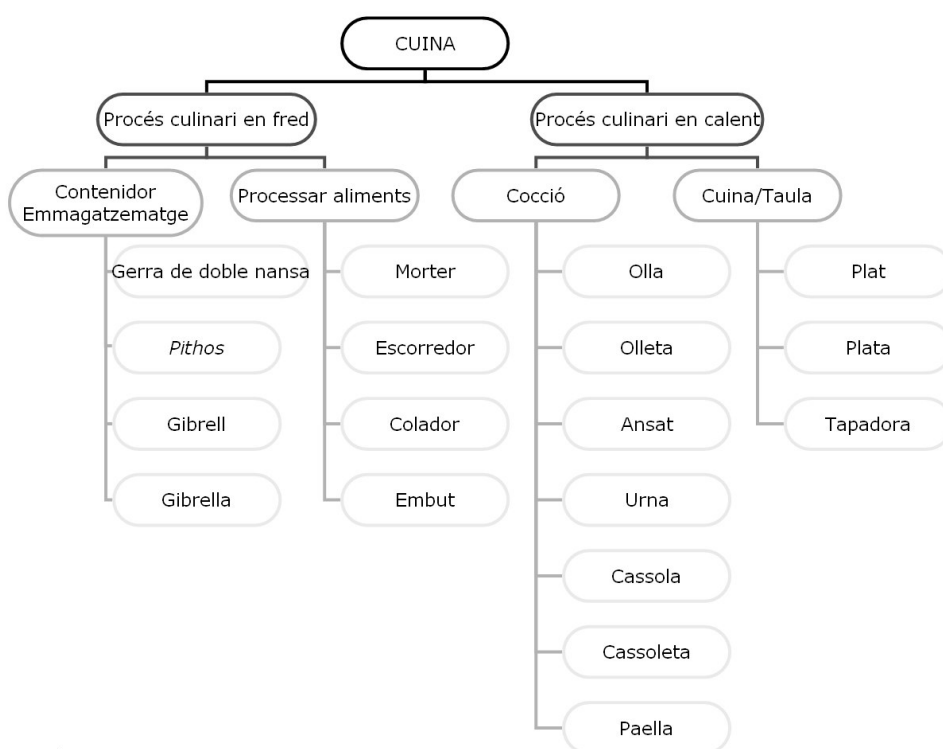 CUINA
Procés culinari en fred
Procés culinari en calent
Contenidor
Emmagatzematge
Processar aliments
Cocció
Cuina/Taula
Gerra de doble nansa
Morter
Olla
Plat
Pithos
Escorredor
Olleta
Plata
Gibrell
Colador
Ansat
Tapadora
Gibrella
Embut
Urna
Cassola
Cassoleta
Paella